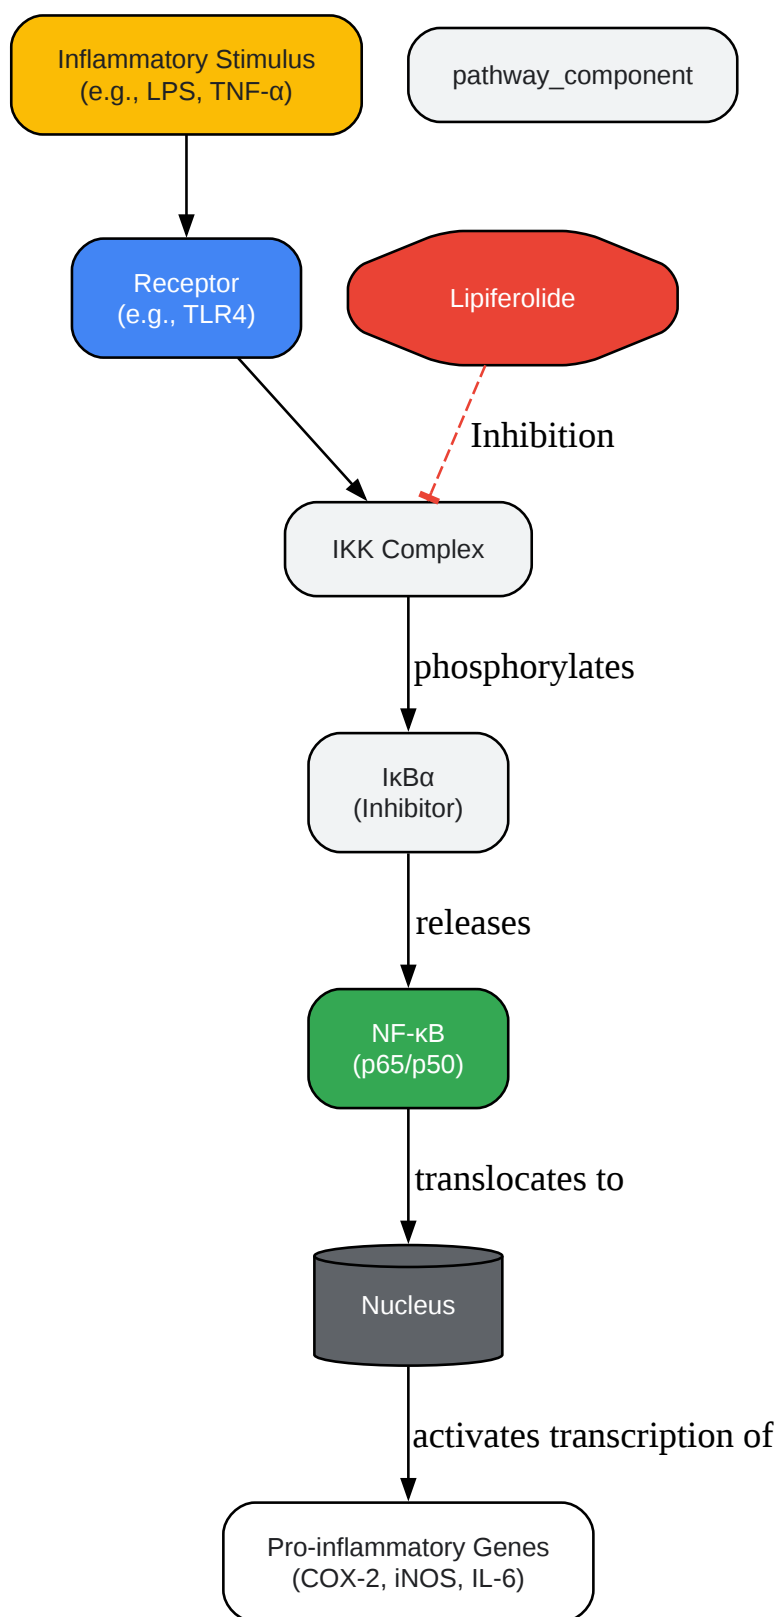 Inflammatory Stimulus
(e.g., LPS, TNF-α)
pathway_component
Receptor
(e.g., TLR4)
Lipiferolide
Inhibition
IKK Complex
phosphorylates
IκBα
(Inhibitor)
releases
NF-κB
(p65/p50)
translocates to
Nucleus
activates transcription of
Pro-inflammatory Genes
(COX-2, iNOS, IL-6)